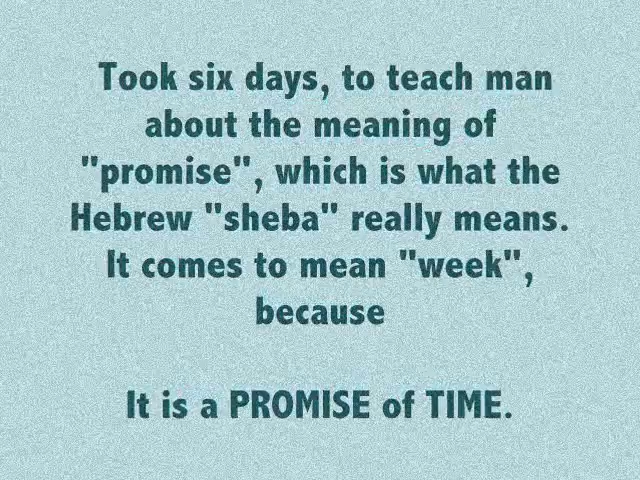 Took six days, to teach man
about the meaning of
"promise", which is what the
Hebrew "sheba" really means.
It comes to mean "week",
because
It is a PROMISE of TIME.